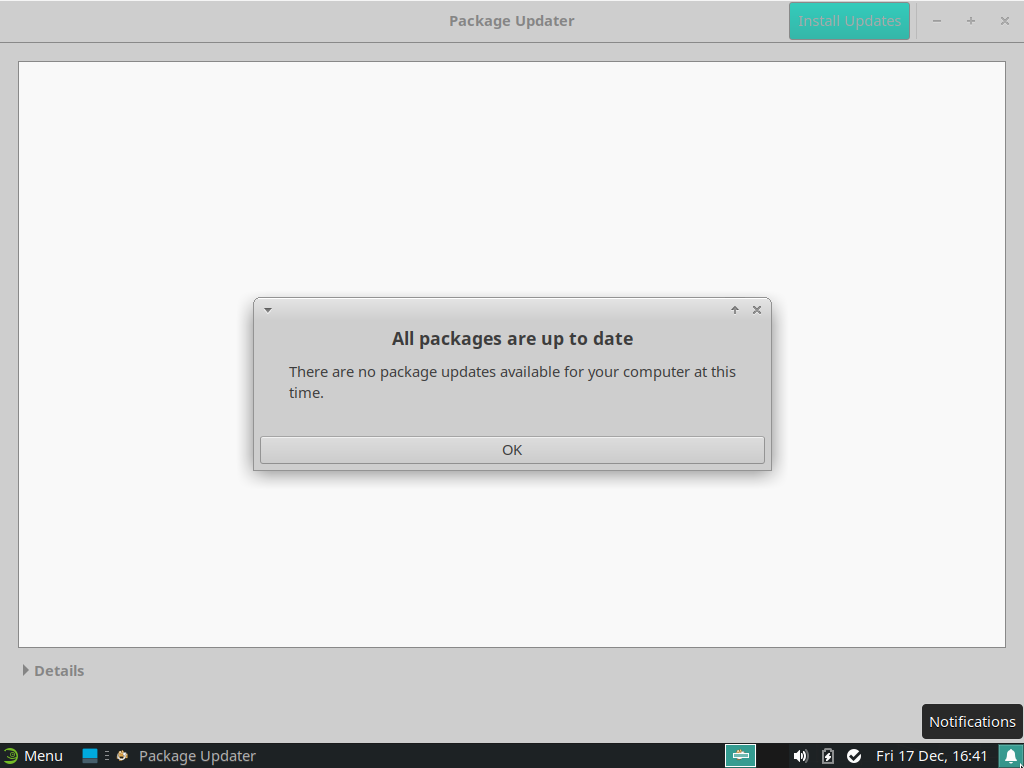 Package Updater
Install Updates
All packages are up to date
There are no package updates available for your computer at this
time.
OK
Details
Notifications
Menu
Package Updater
Fri 17 Dec, 16:41